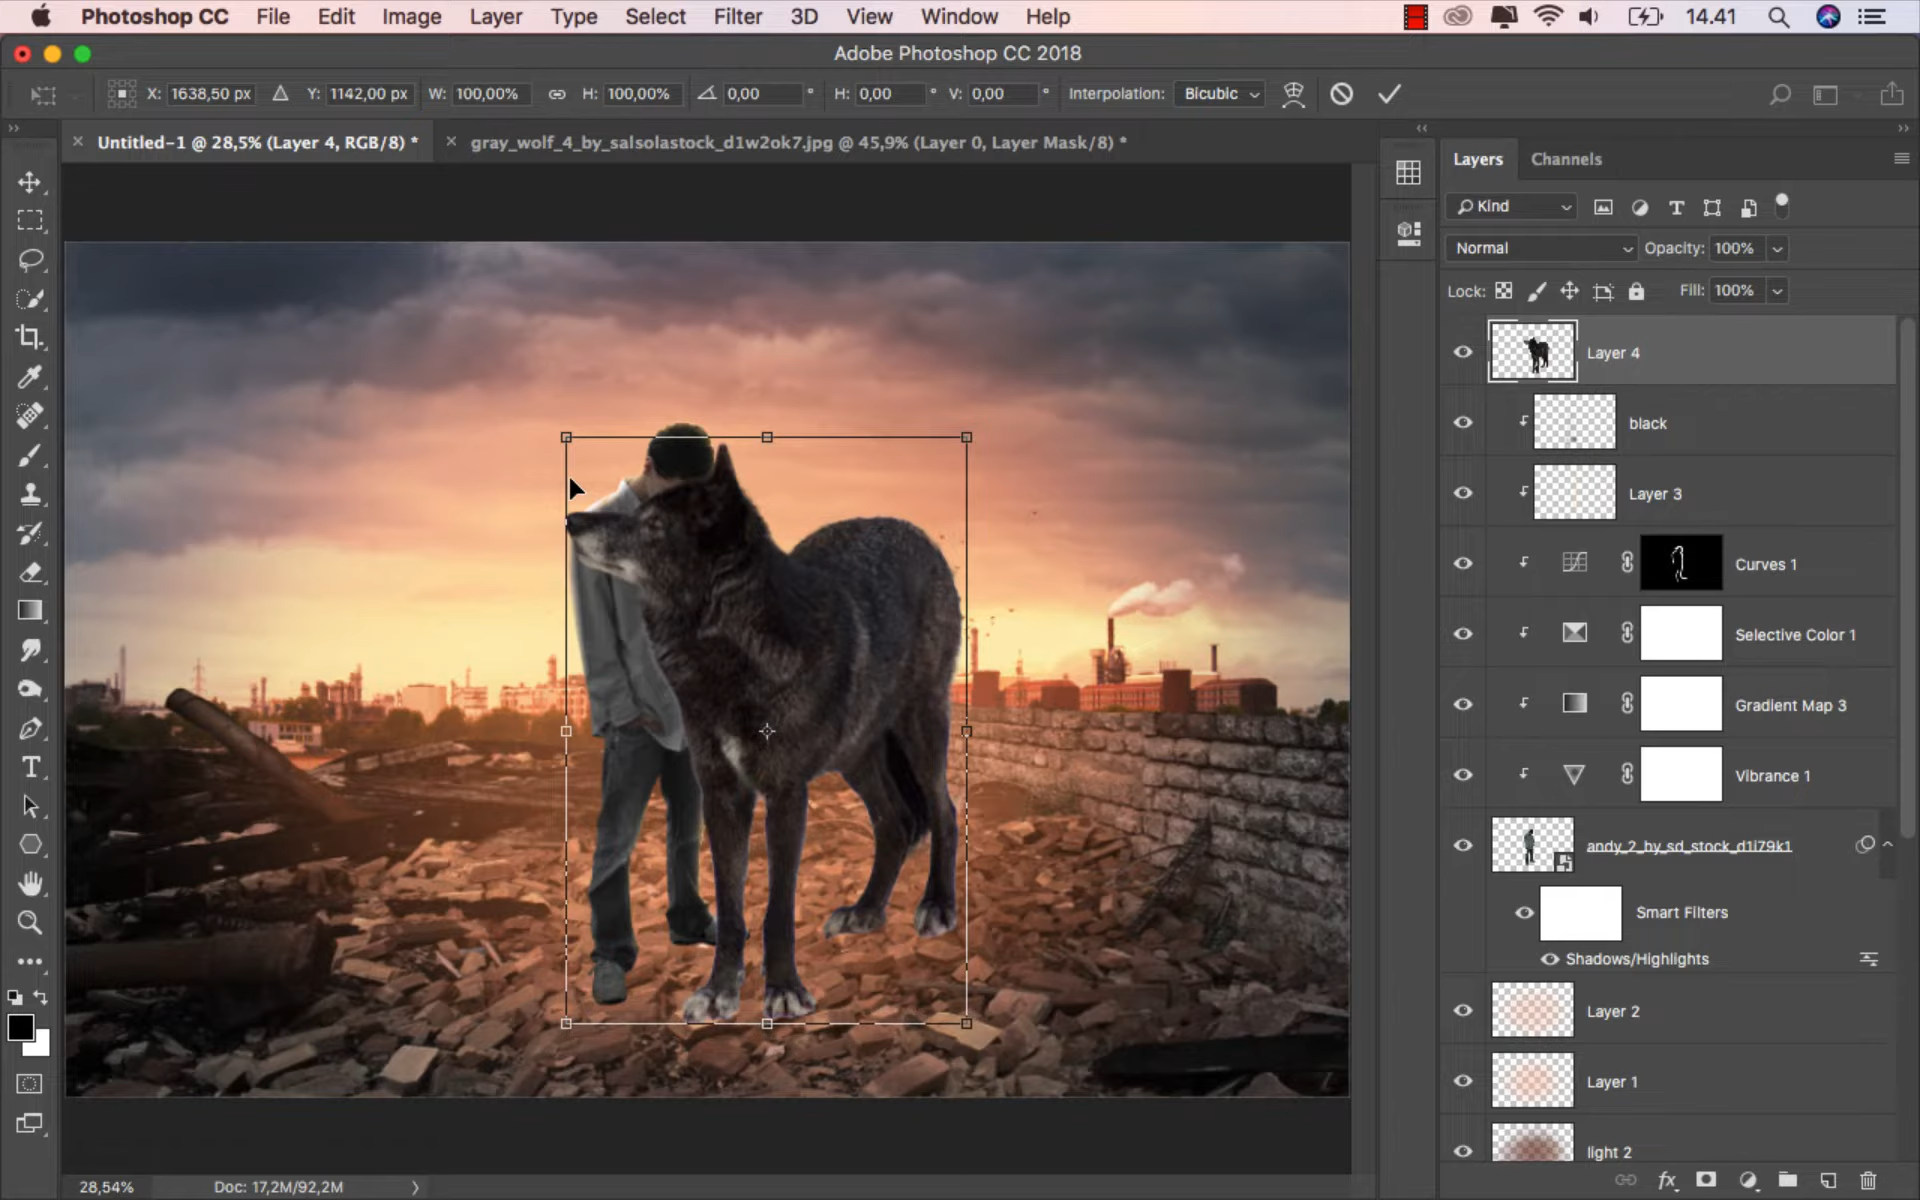 Photoshop CC File Edit Image Layer Type Select Filter 3D View Window Help 14.41
Adobe Photoshop CC 2018
X: 1638,50 px Y: 1142,00 px W: 100,00% H: 100,00% 0,00 ° H: 0,00 ° V: 0,00 ° Interpolation: Bicubic
Untitled-1 @ 28,5% (Layer 4, RGB/8) *
gray_wolf_4_by_salsolastock_d1w2ok7.jpg @ 45,9% (Layer 0, Layer Mask/8) *
Layers Channels
Kind
Normal Opacity: 100%
Lock: Fill: 100%
Layer 4
black
Layer 3
Curves 1
Selective Color 1
Gradient Map 3
Vibrance 1
andy_2_by_sd_stock_d1i79k1
Smart Filters
Shadows/Highlights
Layer 2
Layer 1
light 2
28,54% Doc: 17,2M/92,2M